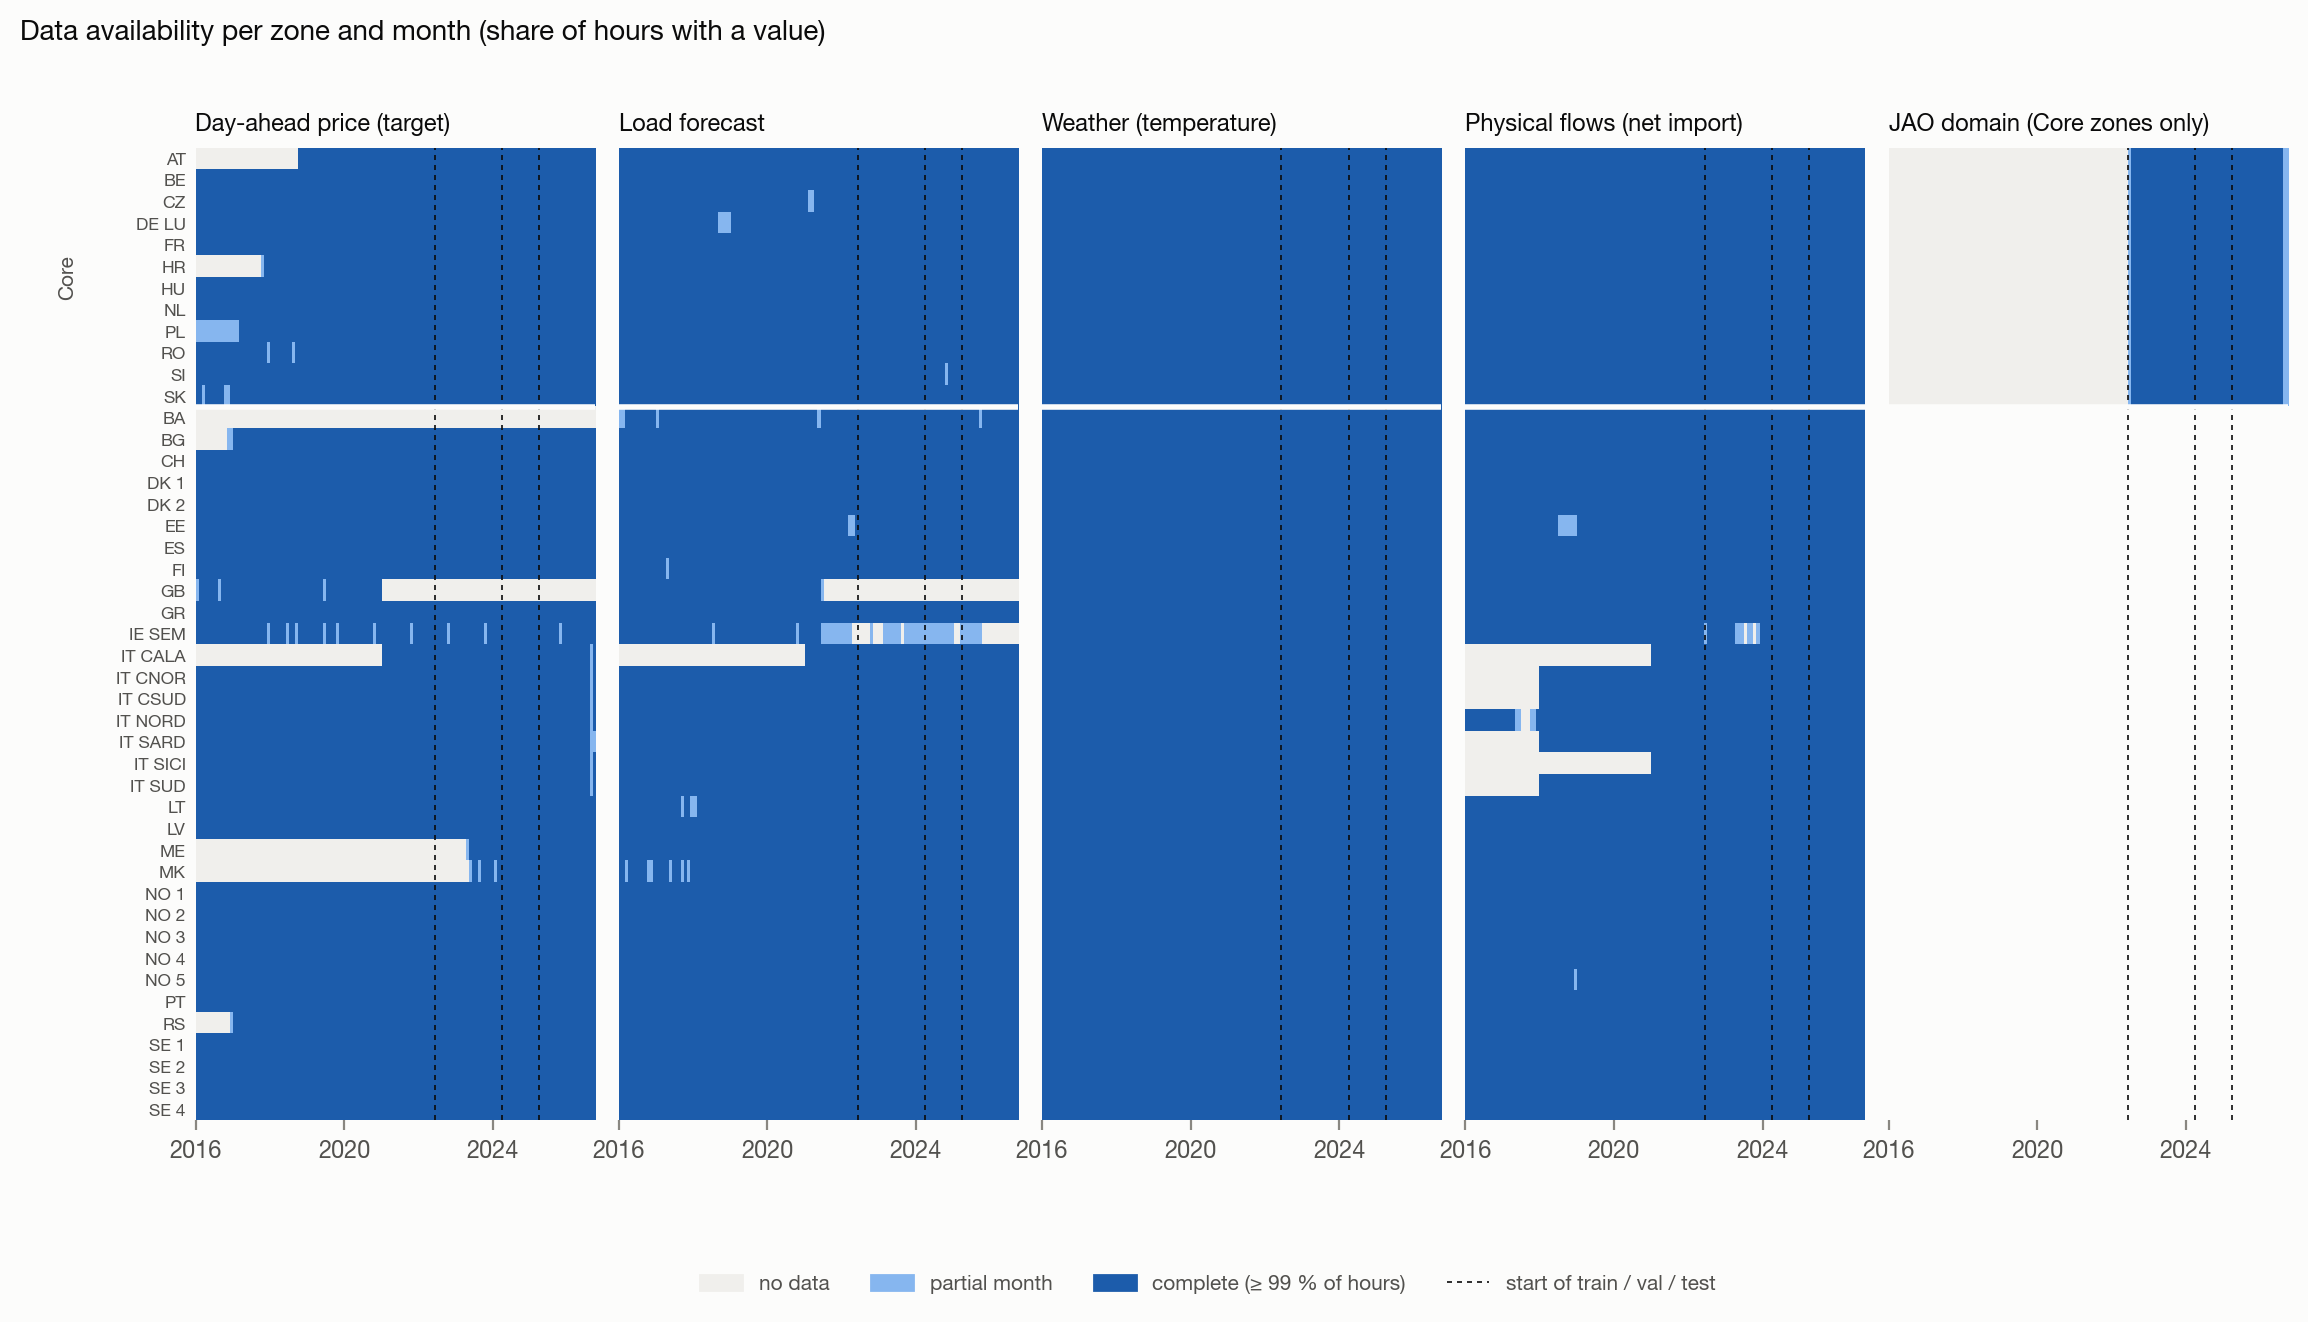 Data availability per zone and month (share of hours with a value)
Day-ahead price (target)
Load forecast
Weather (temperature)
Physical flows (net import)
JAO domain (Core zones only)
Core
AT
BE
CZ
DE LU
FR
HR
HU
NL
PL
RO
SI
SK
BA
BG
CH
DK 1
DK 2
EE
ES
FI
GB
GR
IE SEM
IT CALA
IT CNOR
IT CSUD
IT NORD
IT SARD
IT SICI
IT SUD
LT
LV
ME
MK
NO 1
NO 2
NO 3
NO 4
NO 5
PT
RS
SE 1
SE 2
SE 3
SE 4
2016 2020 2024
2016 2020 2024
2016 2020 2024
2016 2020 2024
2016 2020 2024
no data
partial month
complete (≥ 99 % of hours)
start of train / val / test